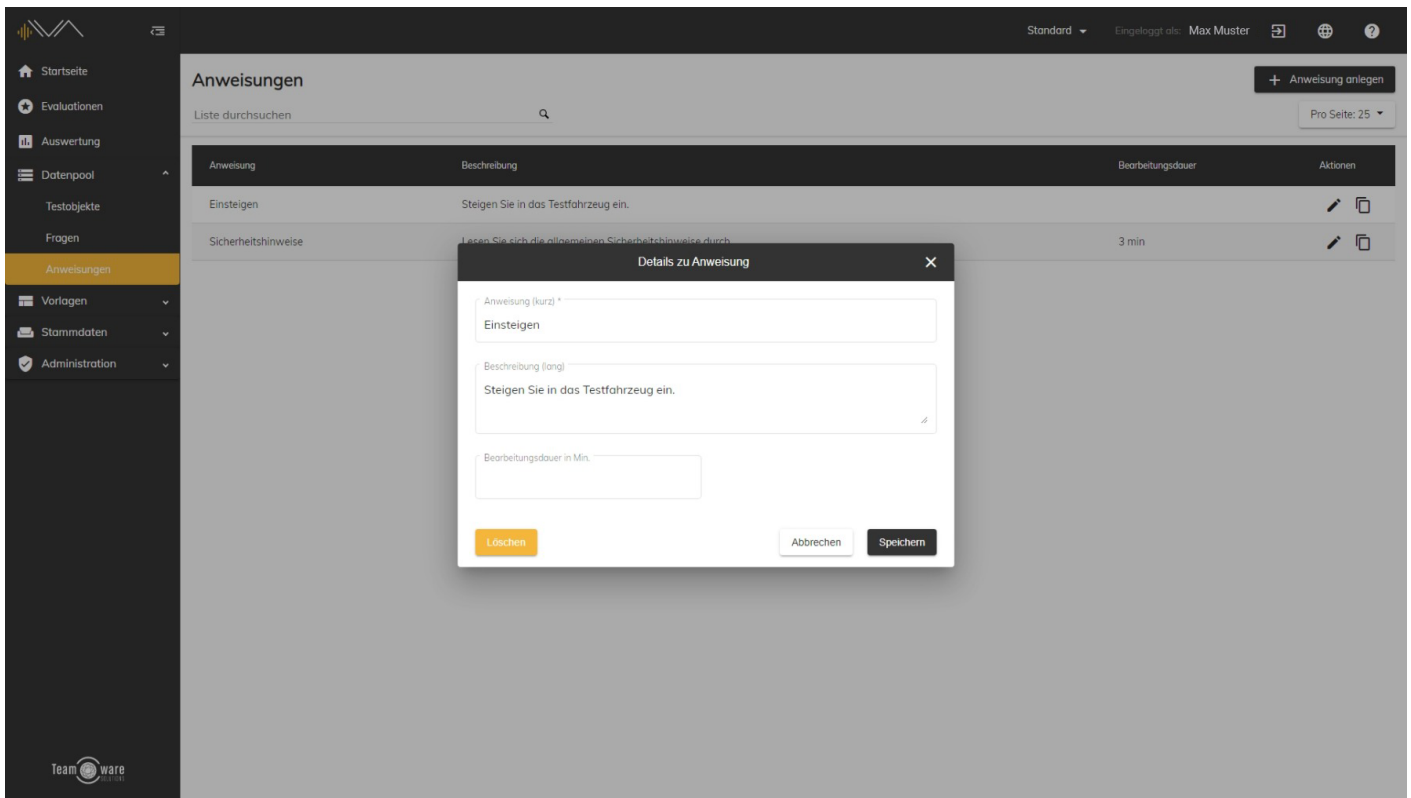 Standard
Eingeloggt als: Max Muster
Startseite
Evaluationen
Auswertung
Datenpool
Testobjekte
Fragen
Anweisungen
Vorlagen
Stammdaten
Administration
Team ware
SOLUTIONS
Anweisungen
+ Anweisung anlegen
Liste durchsuchen
Pro Seite: 25
Anweisung Beschreibung Bearbeitungsdauer Aktionen
Einsteigen Steigen Sie in das Testfahrzeug ein.
Sicherheitshinweise Lesen Sie sich die allgemeinen Sicherheitshinweise durch 3 min
Details zu Anweisung
Anweisung (kurz) *
Einsteigen
Beschreibung (lang)
Steigen Sie in das Testfahrzeug ein.
Bearbeitungsdauer in Min.
Löschen Abbrechen Speichern